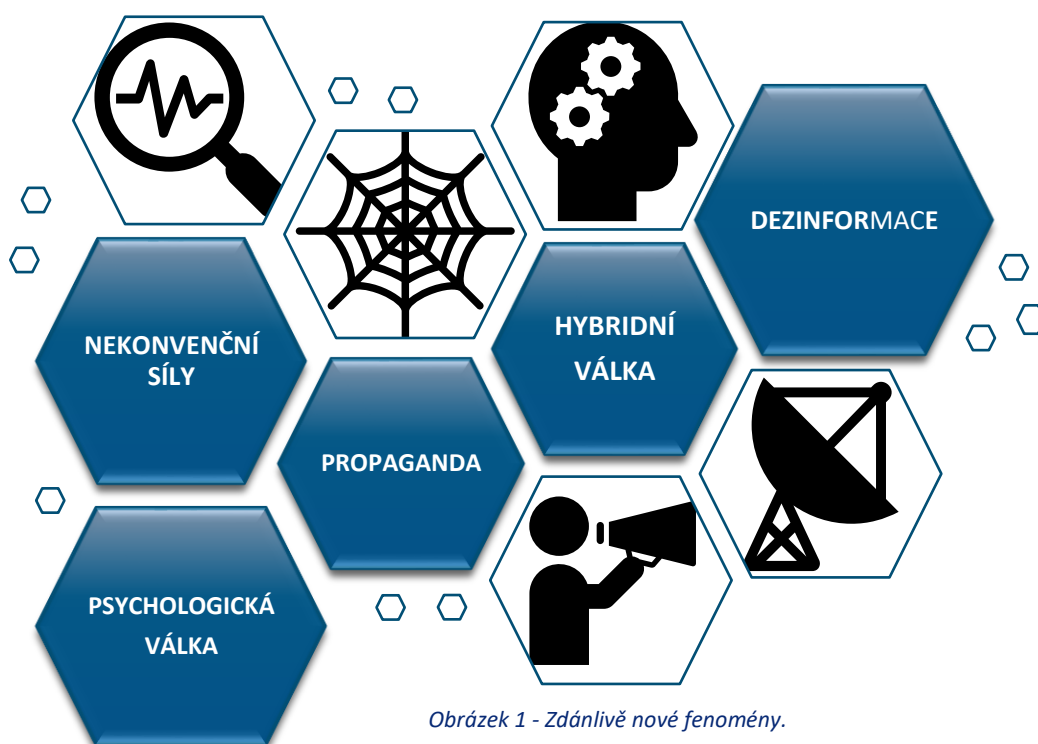 DEZINFORMACE
NEKONVENČNÍ
SÍLY
HYBRIDNÍ
VÁLKA
PROPAGANDA
PSYCHOLOGICKÁ
VÁLKA
Obrázek 1 - Zdánlivě nové fenomény.